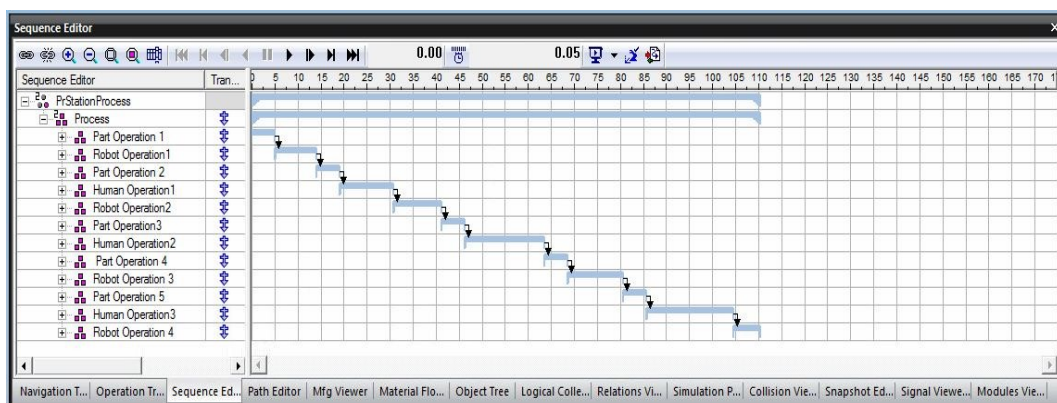 Sequence Editor
0.00 0.05
Sequence Editor Tran... 0 5 10 15 20 25 30 35 40 45 50 55 60 65 70 75 80 85 90 95 100 105 110 115 120 125 130 135 140 145 150 155 160 165 170 1
PrStationProcess
Process
Part Operation 1
Robot Operation1
Part Operation 2
Human Operation1
Robot Operation2
Part Operation3
Human Operation2
Part Operation 4
Robot Operation 3
Part Operation 5
Human Operation3
Robot Operation 4
Navigation T... Operation Tr... Sequence Ed... Path Editor Mfg Viewer Material Flo... Object Tree Logical Colle... Relations Vi... Simulation P... Collision Vie... Snapshot Ed... Signal Viewe... Modules Vie...